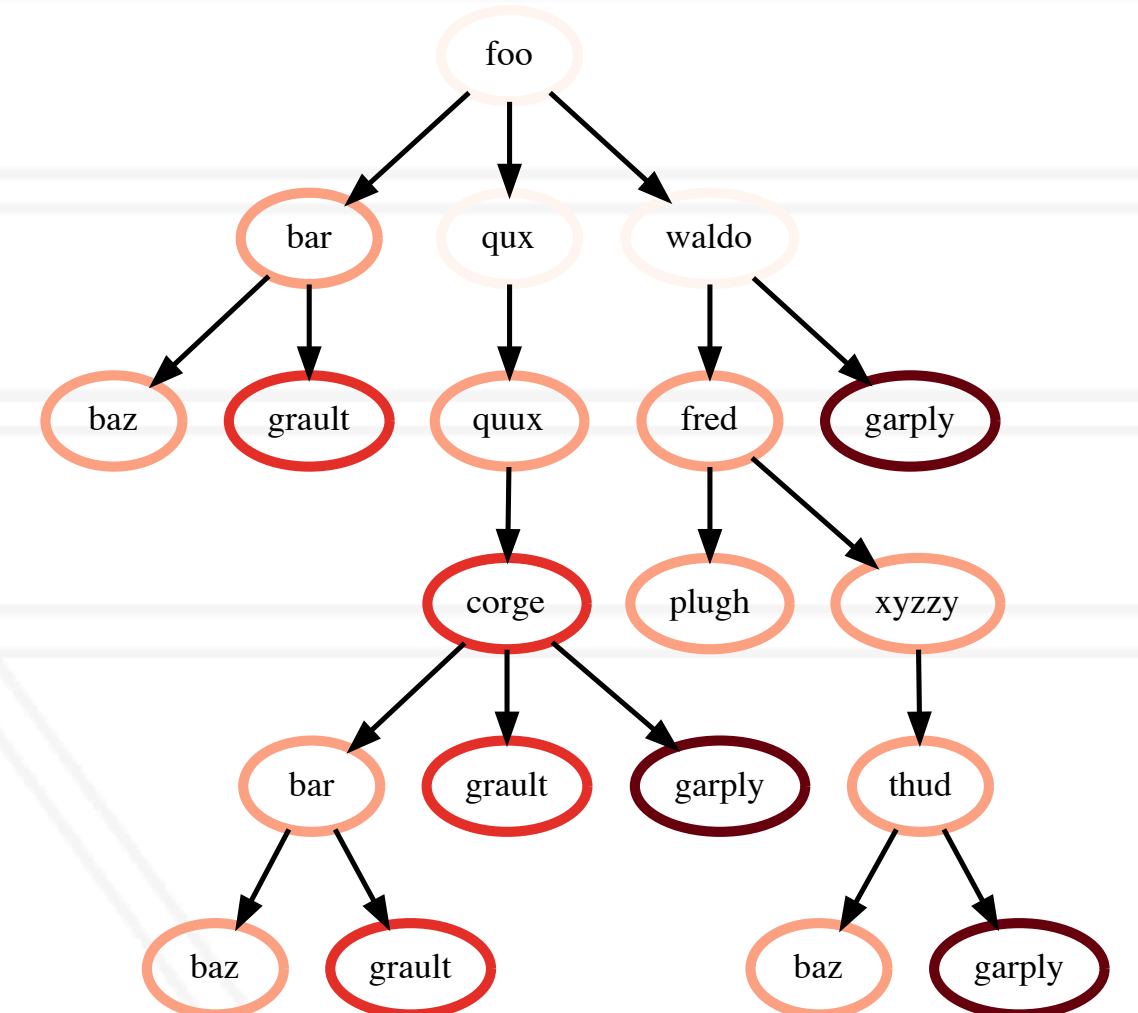 foo
bar
qux
waldo
baz
grault
quux
fred
garply
corge
plugh
xyzzy
bar
grault
garply
thud
baz
grault
baz
garply